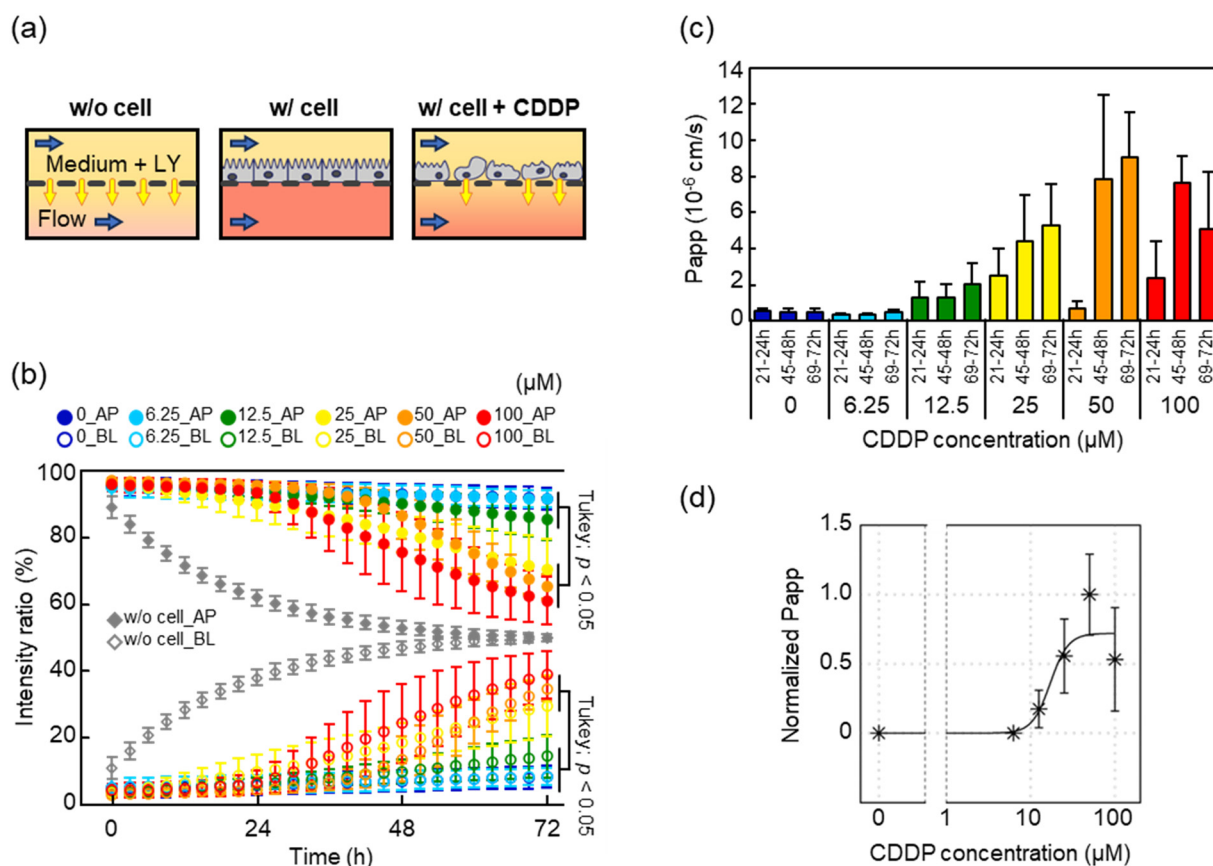 (a)
w/o cell
w/ cell
w/ cell + CDDP
Medium + LY
Flow
(b)
(μM)
0_AP 6.25_AP 12.5_AP 25_AP 50_AP 100_AP
0_BL 6.25_BL 12.5_BL 25_BL 50_BL 100_BL
Intensity ratio (%)
100
80
60
40
20
0
w/o cell_AP
w/o cell_BL
Tukey; p < 0.05
Tukey; p < 0.05
0 24 48 72
Time (h)
(c)
Papp (10-6 cm/s)
14
12
10
8
6
4
2
0
21-24h 45-48h 69-72h 21-24h 45-48h 69-72h 21-24h 45-48h 69-72h 21-24h 45-48h 69-72h 21-24h 45-48h 69-72h 21-24h 45-48h 69-72h
0 6.25 12.5 25 50 100
CDDP concentration (μM)
(d)
Normalized Papp
1.5
1.0
0.5
0
0 1 10 100
CDDP concentration (μM)